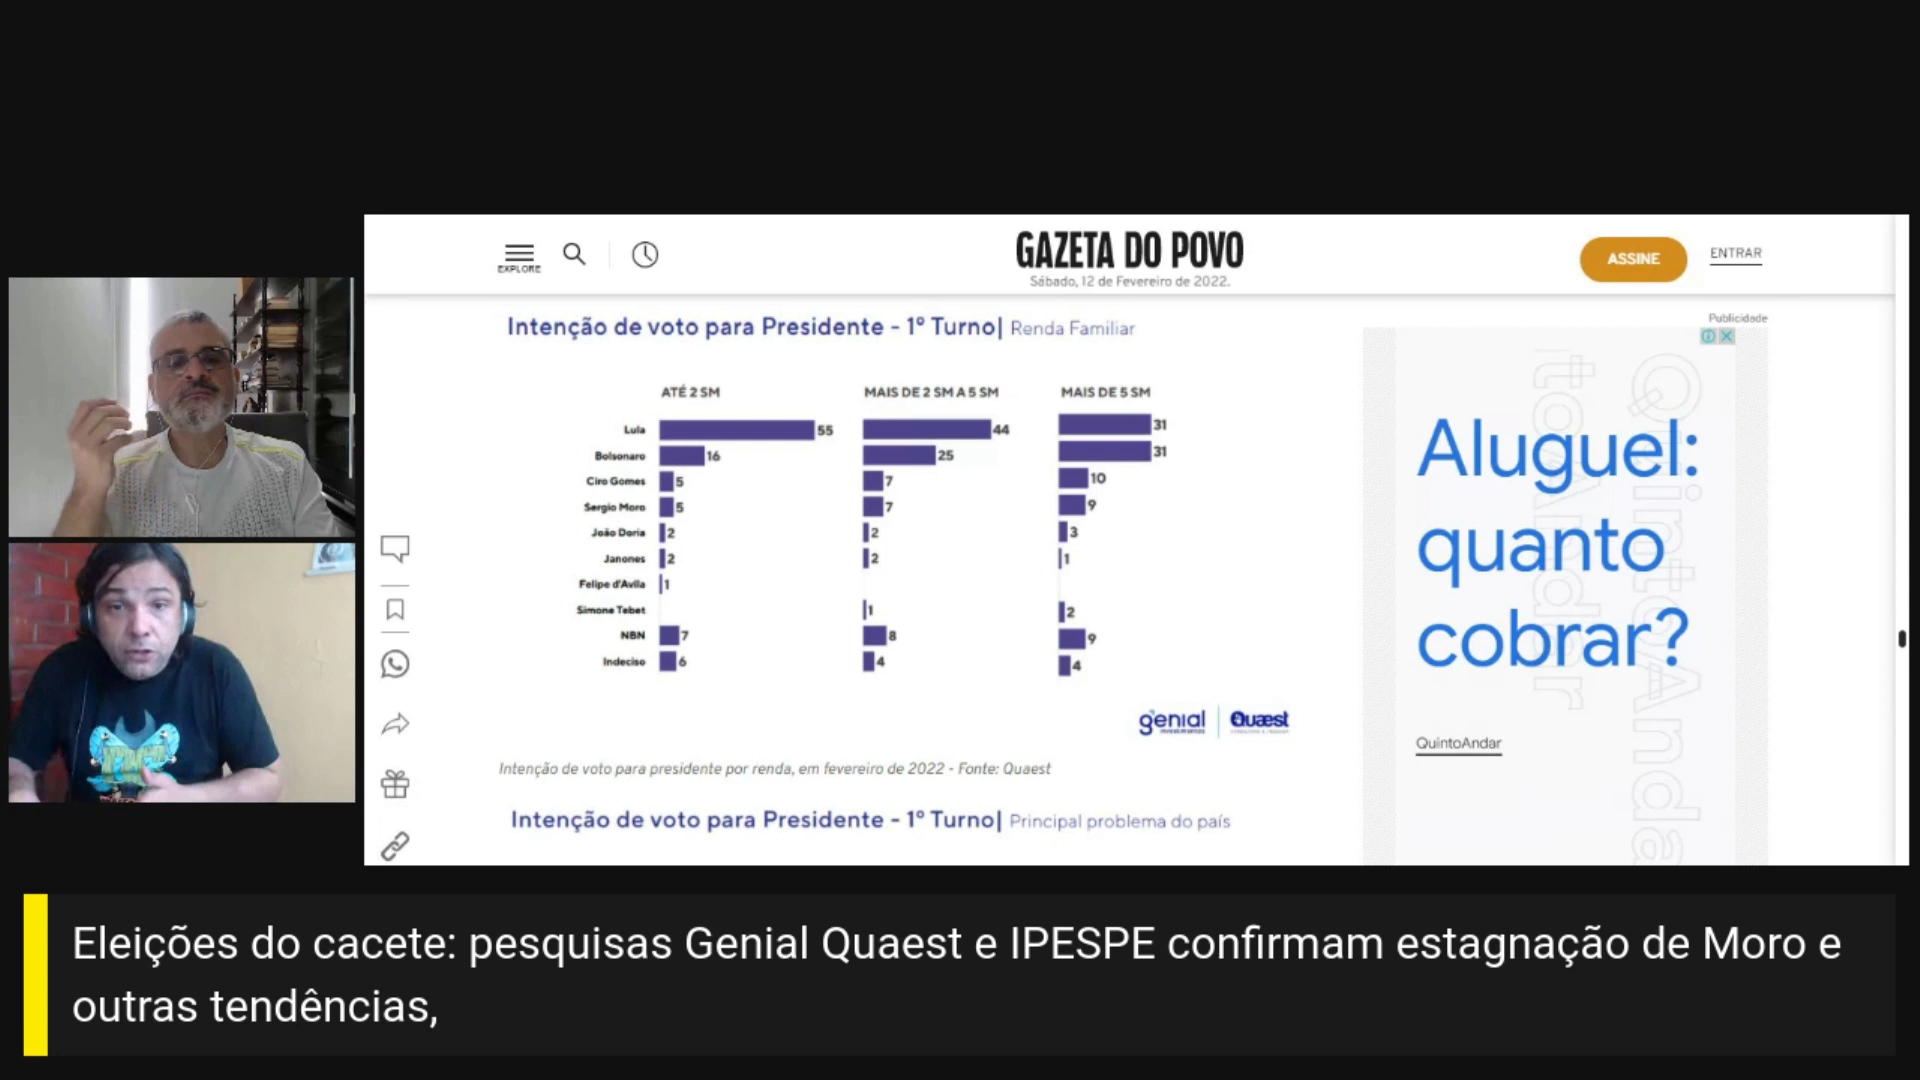 EXPLORE
GAZETA DO POVO
Sábado, 12 de Fevereiro de 2022.
ASSINE
ENTRAR
Intenção de voto para Presidente - 1º Turno| Renda Familiar
Publicidade
ATÉ 2 SM MAIS DE 2 SM A 5 SM MAIS DE 5 SM
Lula 55 44 31
Bolsonaro 16 25 31
Ciro Gomes 5 7 10
Sergio Moro 5 7 9
João Doria 2 2 3
Janones 2 2 1
Felipe d'Avila 1
Simone Tebet 1 2
NBN 7 8 9
Indeciso 6 4 4
genial investimentos Quaest
Intenção de voto para presidente por renda, em fevereiro de 2022 - Fonte: Quaest
Intenção de voto para Presidente - 1º Turno| Principal problema do país
Aluguel:
quanto
cobrar?
QuintoAndar
QuintoAndar
Eleições do cacete: pesquisas Genial Quaest e IPESPE confirmam estagnação de Moro e
outras tendências,